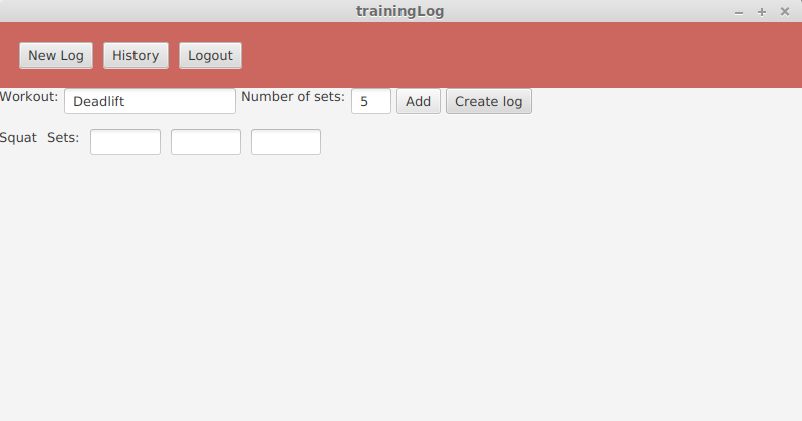 trainingLog
New Log History Logout
Workout: Deadlift Number of sets: 5 Add Create log
Squat Sets: